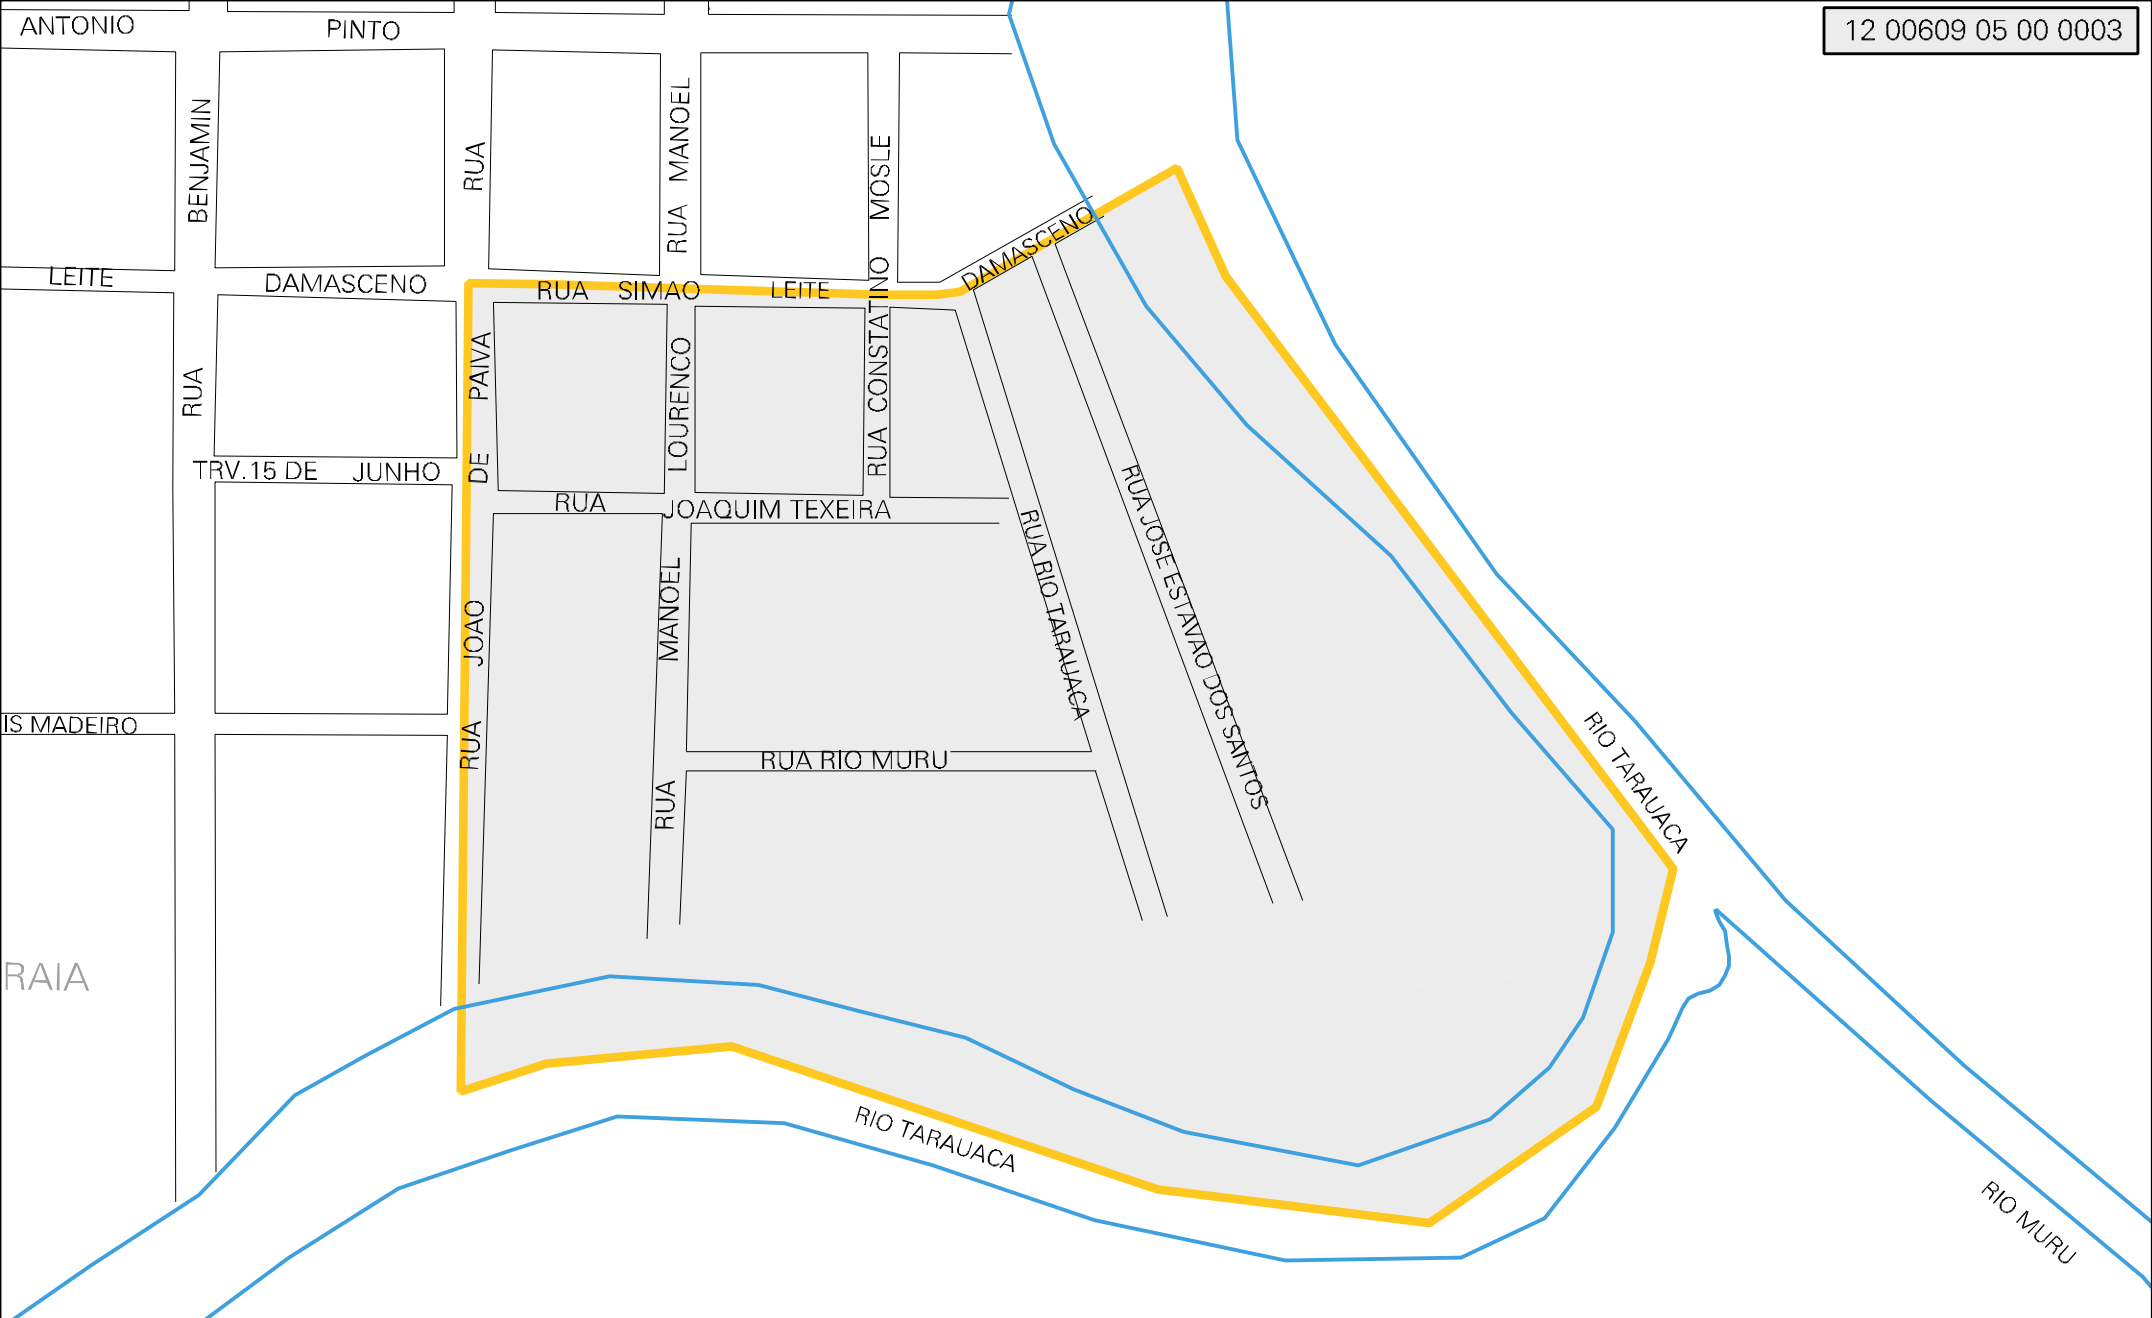 ANTONIO PINTO
12 00609 05 00 0003
BENJAMIN
RUA
RUA MANOEL
RUA CONSTATINO MOSLE
DAMASCENO
LEITE DAMASCENO
RUA SIMAO LEITE
RUA
DE PAIVA
LOURENCO
TRV.15 DE JUNHO
RUA JOAQUIM TEXEIRA
RUA RIO TARAUACA
RUA JOSE ESTAVAO DOS SANTOS
RUA JOAO
RUA MANOEL
IS MADEIRO
RUA RIO MURU
RIO TARAUACA
RAIA
RIO TARAUACA
RIO MURU